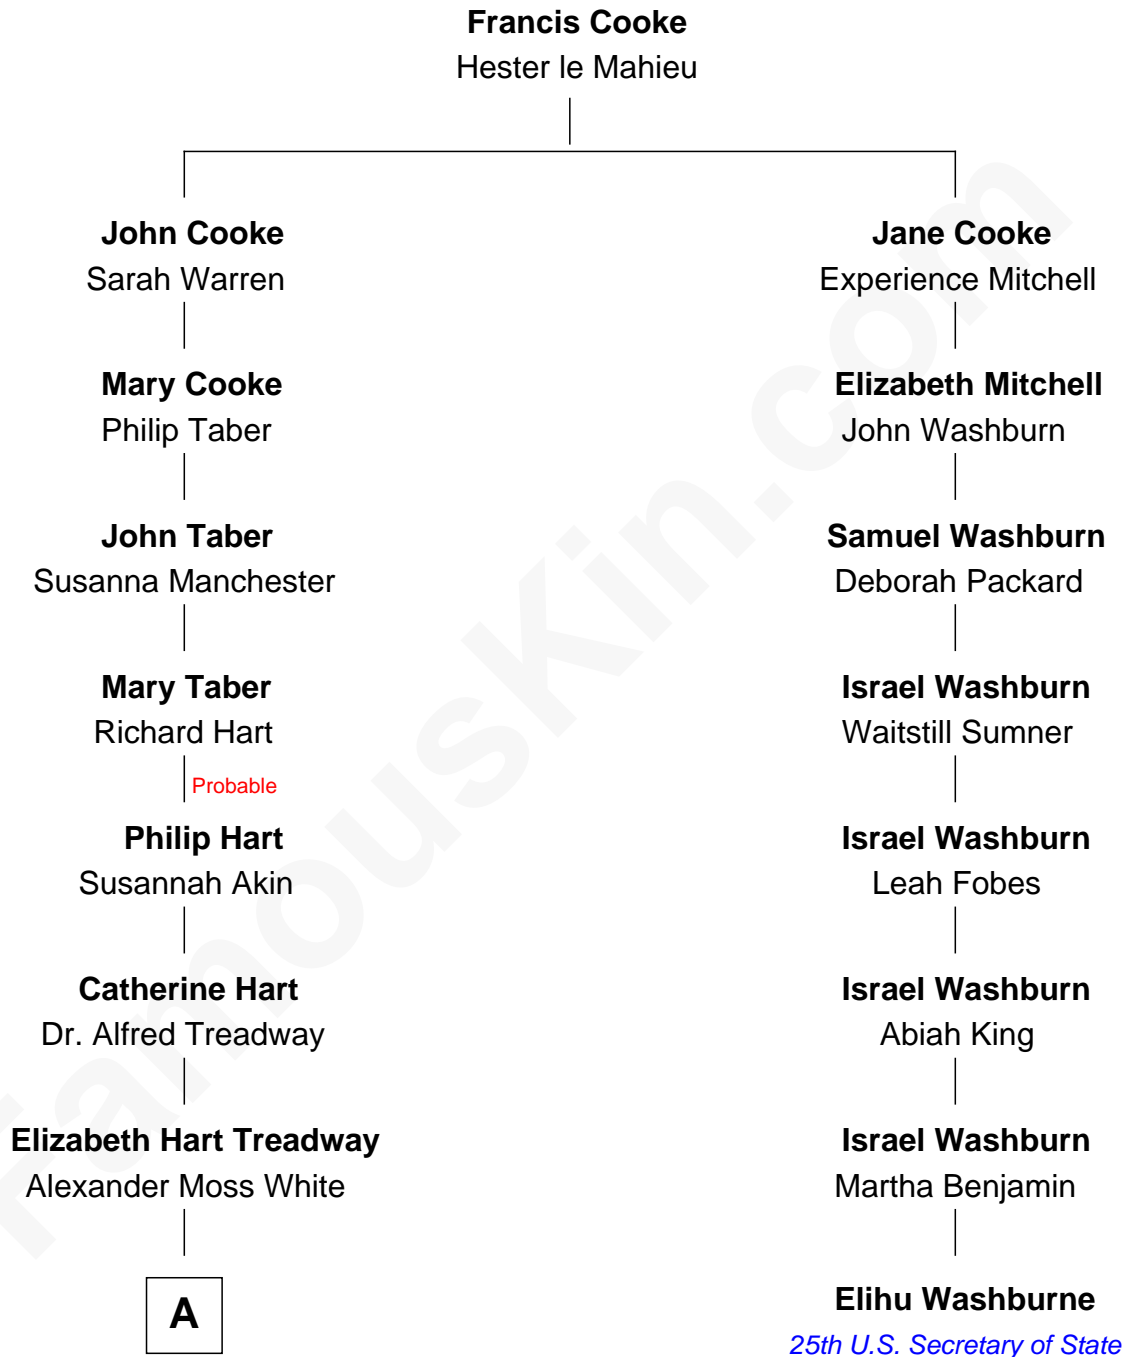 Francis Cooke
Hester le Mahieu
John Cooke
Sarah Warren
Jane Cooke
Experience Mitchell
Mary Cooke
Philip Taber
Elizabeth Mitchell
John Washburn
John Taber
Susanna Manchester
Samuel Washburn
Deborah Packard
Mary Taber
Richard Hart
Israel Washburn
Waitstill Sumner
Probable
Philip Hart
Susannah Akin
Israel Washburn
Leah Fobes
Catherine Hart
Dr. Alfred Treadway
Israel Washburn
Abiah King
Elizabeth Hart Treadway
Alexander Moss White
Israel Washburn
Martha Benjamin
A
Elihu Washburne
25th U.S. Secretary of State
FamousKin.com